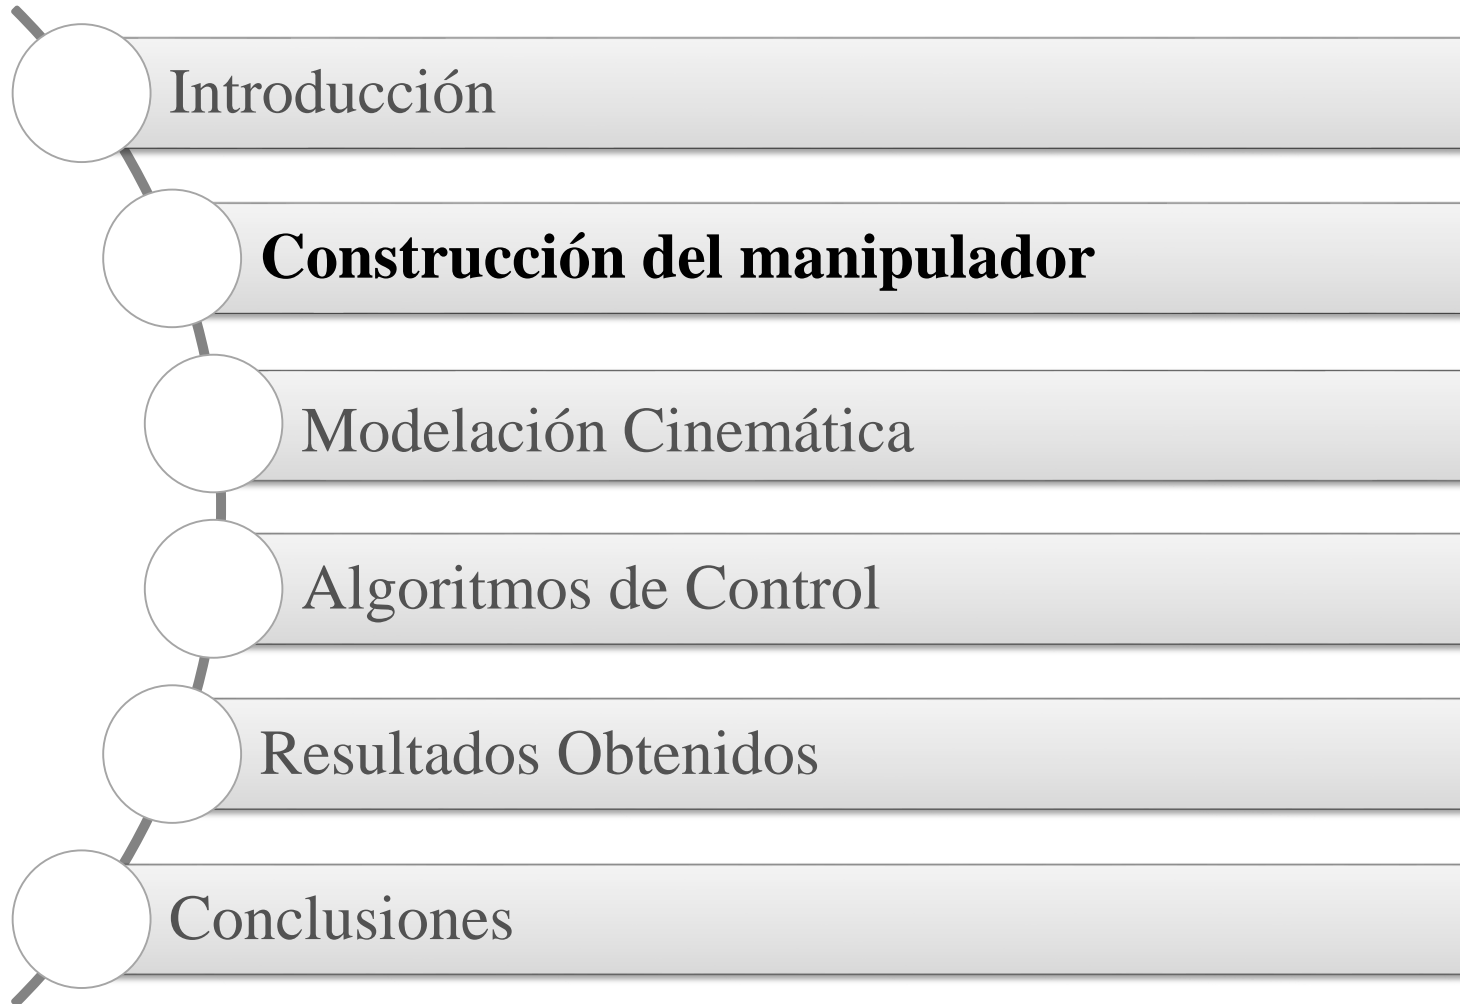 Introducción
Construcción del manipulador
Modelación Cinemática
Algoritmos de Control
Resultados Obtenidos
Conclusiones